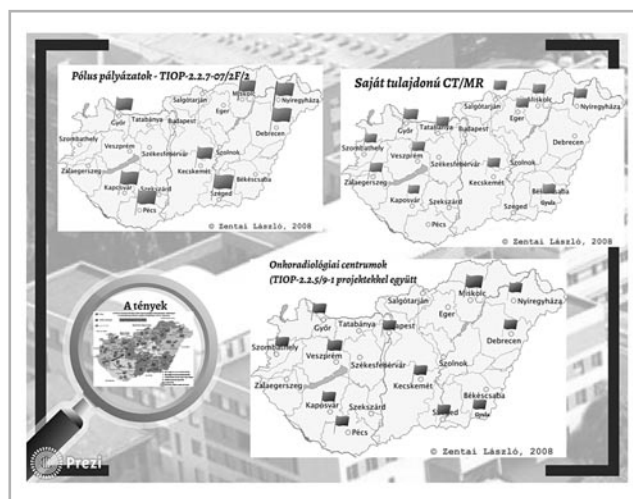 Pólus pályázatok - TIOP-2.2.7-07/2F/2
Miskolc
Nyíregyháza
Salgótarján
Eger
Győr
Tatabánya
Budapest
Debrecen
Szombathely
Veszprém
Székesfehérvár
Szolnok
Zalaegerszeg
Kecskemét
Kaposvár
Szekszárd
Békéscsaba
Szeged
Pécs
© Zentai László, 2008
Saját tulajdonú CT/MR
Salgótarján
Miskolc
Nyíregyháza
Eger
Győr
Tatabánya
Budapest
Debrecen
Szombathely
Veszprém
Székesfehérvár
Szolnok
Zalaegerszeg
Kecskemét
Kaposvár
Szekszárd
Békéscsaba
Gyula
Szeged
Pécs
© Zentai László, 2008
Onkoradiológiai centrumok
(TIOP-2.2.5/9-1 projektekkel együtt
Miskolc
Salgótarján
Nyíregyháza
Eger
Győr
Tatabánya
Debrecen
Szombathely
Veszprém
Székesfehérvár
Szolnok
Zalaegerszeg
Kecskemét
Kaposvár
Szekszárd
Békéscsaba
Gyula
Szeged
Pécs
© Zentai László, 2008
A tények
Prezi